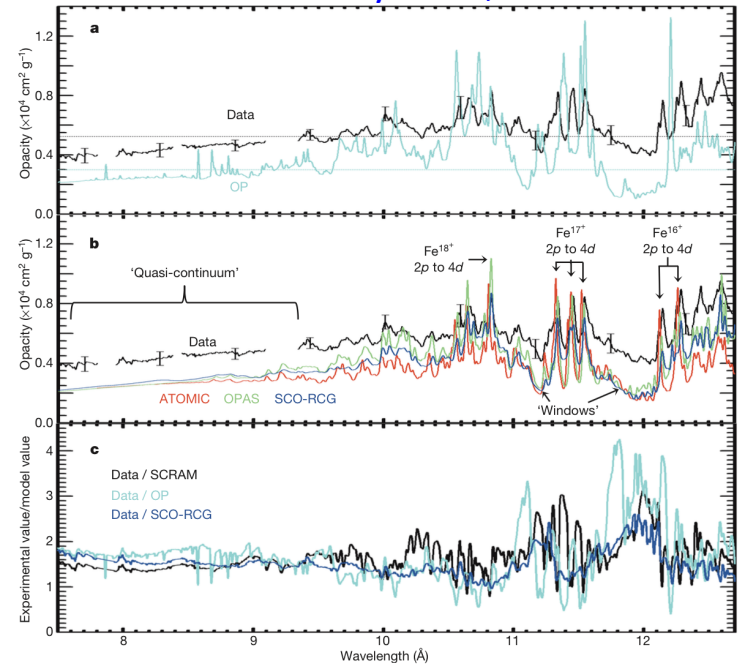 a
1.2
0.8
0.4
0.0
Opacity (×10⁴ cm² g⁻¹)
Data
OP
b
1.2
0.8
0.4
0.0
Opacity (×10⁴ cm² g⁻¹)
‘Quasi-continuum’
Data
Fe¹⁸⁺
2p to 4d
Fe¹⁷⁺
2p to 4d
Fe¹⁶⁺
2p to 4d
ATOMIC OPAS SCO-RCG
‘Windows’
c
4
3
2
1
0
Experimental value/model value
Data / SCRAM
Data / OP
Data / SCO-RCG
8 9 10 11 12
Wavelength (Å)